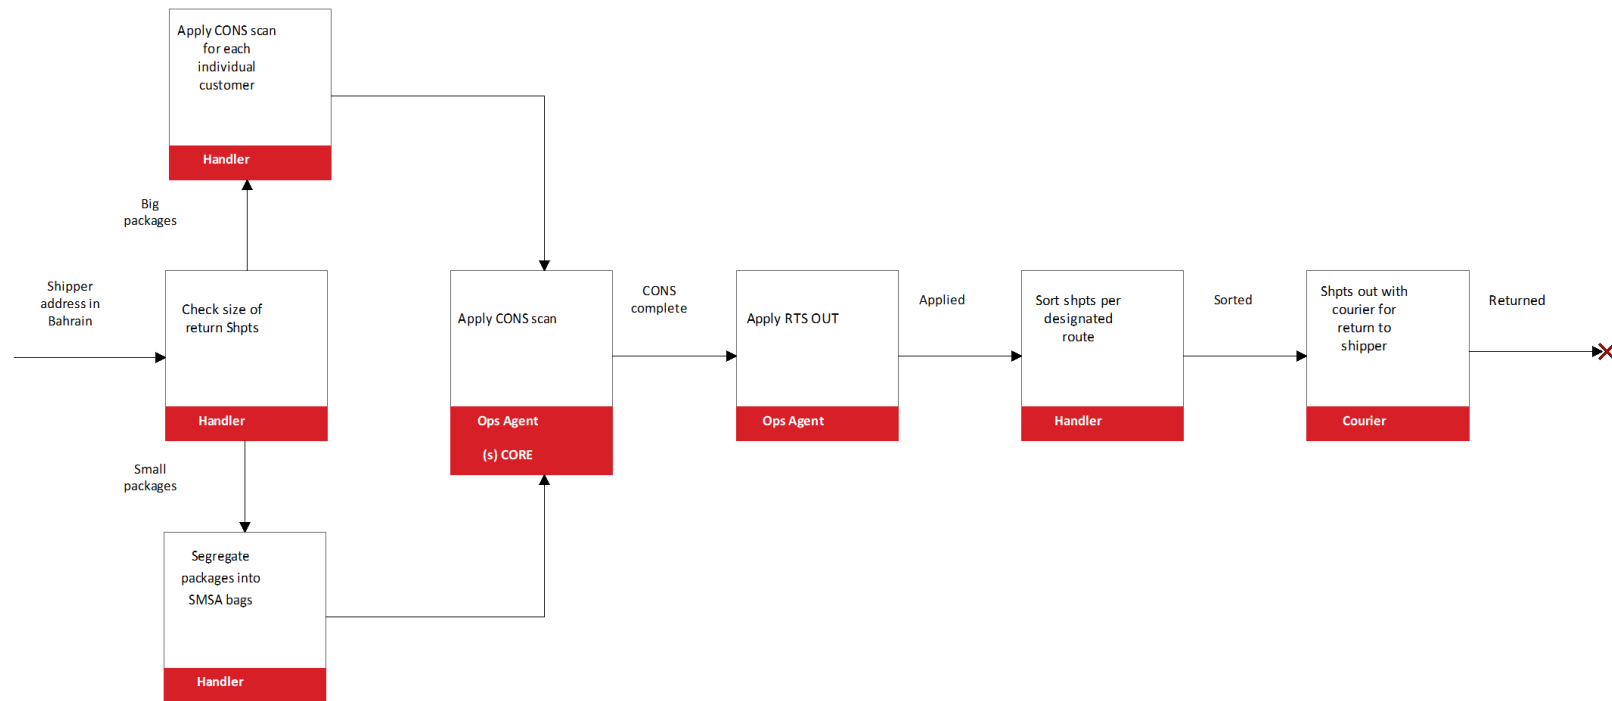 Apply CONS scan
for each
individual
customer
Handler
Big
packages
Shipper
address in
Bahrain
Check size of
return Shpts
Handler
Small
packages
Segregate
packages into
SMSA bags
Handler
Apply CONS scan
Ops Agent
(s) CORE
CONS
complete
Apply RTS OUT
Ops Agent
Applied
Sort shpts per
designated
route
Handler
Sorted
Shpts out with
courier for
return to
shipper
Courier
Returned